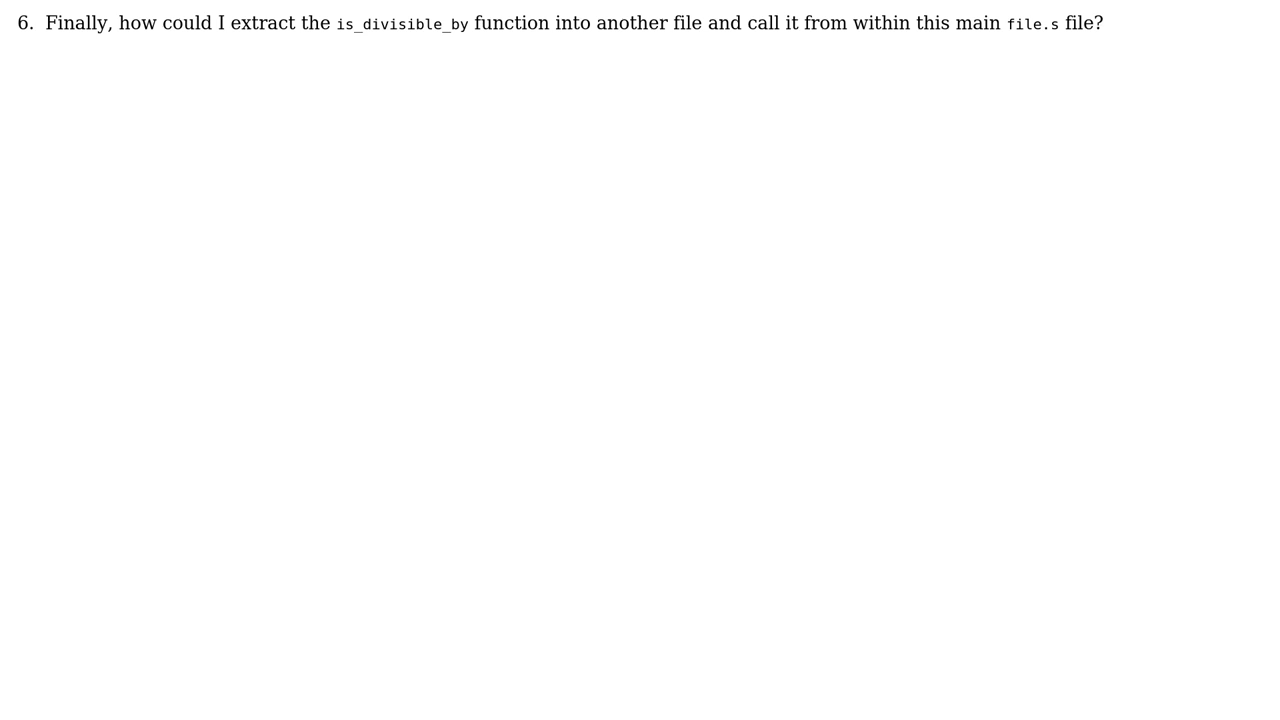 6. Finally, how could I extract the is_divisible_by function into another file and call it from within this main file.s file?